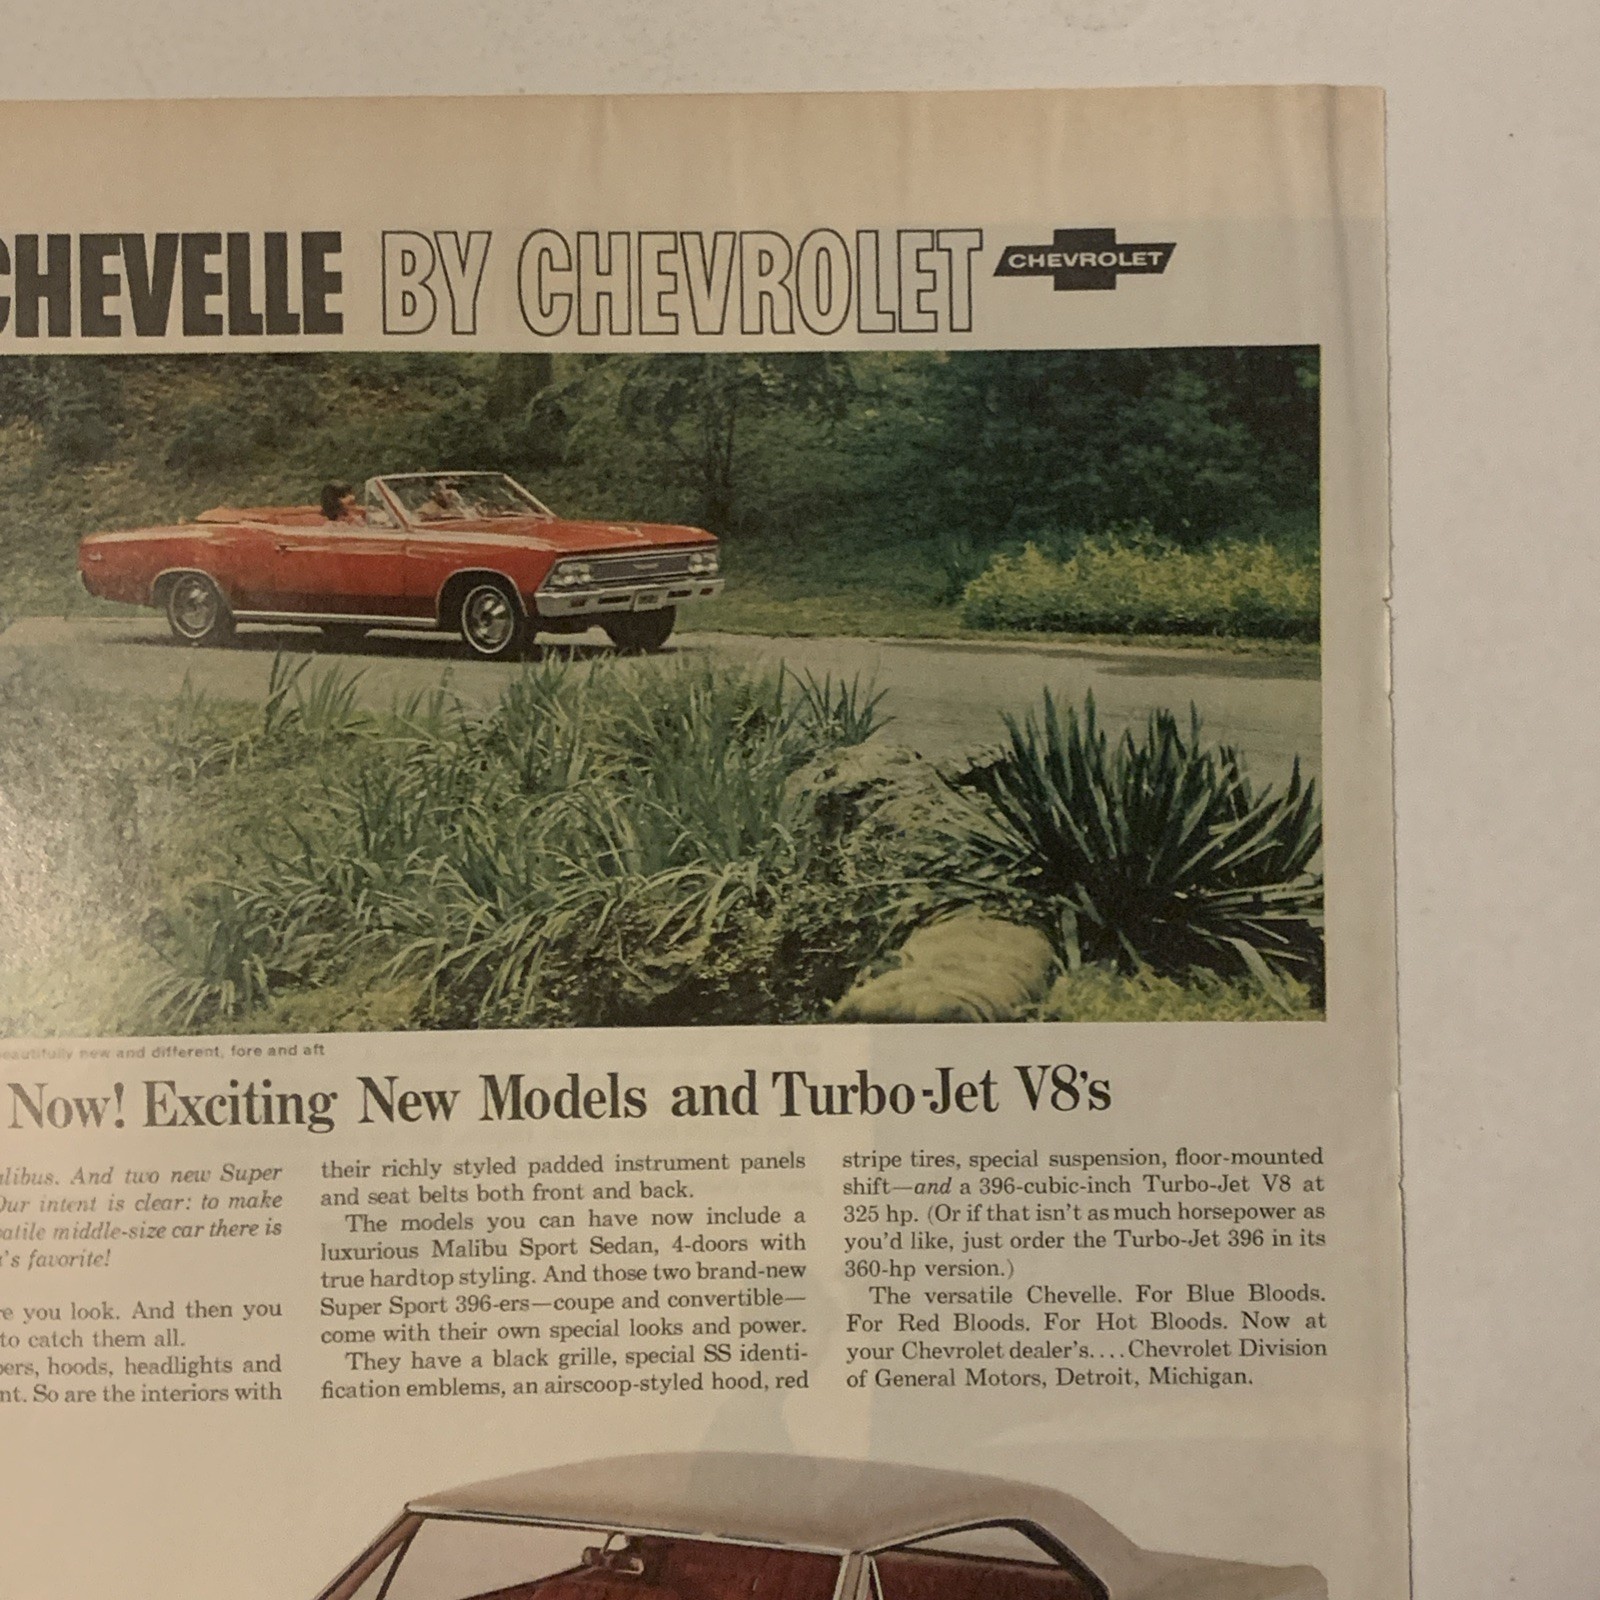 CHEVELLE BY CHEVROLET
CHEVROLET
beautifully new and different, fore and aft
Now! Exciting New Models and Turbo-Jet V8's
And two new Super
Our intent is clear: to make
middle-size car there is
favorite!
you look. And then you
to catch them all.
hoods, headlights and
So are the interiors with
their richly styled padded instrument panels
and seat belts both front and back.
The models you can have now include a
luxurious Malibu Sport Sedan, 4-doors with
true hardtop styling. And those two brand-new
Super Sport 396-ers—coupe and convertible—
come with their own special looks and power.
They have a black grille, special SS identi-
fication emblems, an airscoop-styled hood, red
stripe tires, special suspension, floor-mounted
shift—and a 396-cubic-inch Turbo-Jet V8 at
325 hp. (Or if that isn't as much horsepower as
you'd like, just order the Turbo-Jet 396 in its
360-hp version.)
The versatile Chevelle. For Blue Bloods.
For Red Bloods. For Hot Bloods. Now at
your Chevrolet dealer's....Chevrolet Division
of General Motors, Detroit, Michigan.